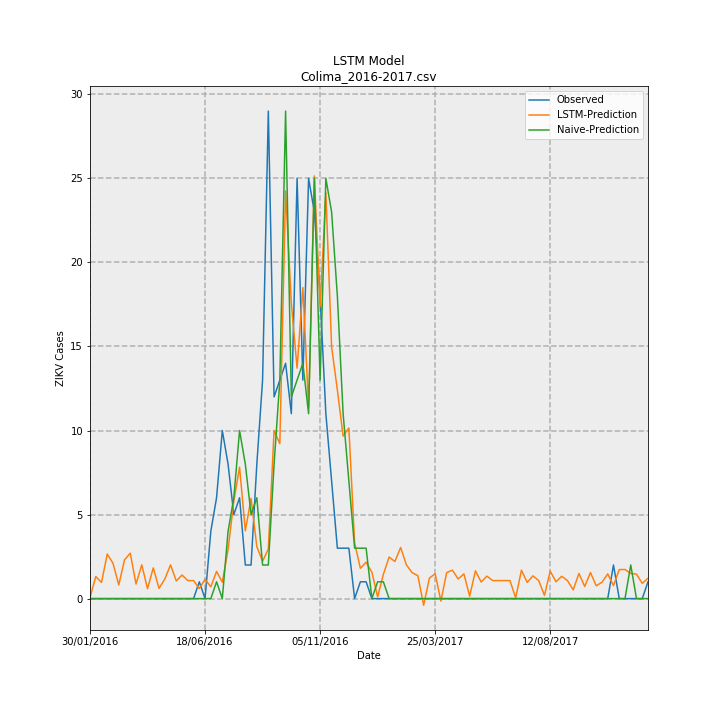 LSTM Model
Colima_2016-2017.csv
Observed
LSTM-Prediction
Naive-Prediction
30
25
20
15
10
5
0
ZIKV Cases
30/01/2016
18/06/2016
05/11/2016
25/03/2017
12/08/2017
Date